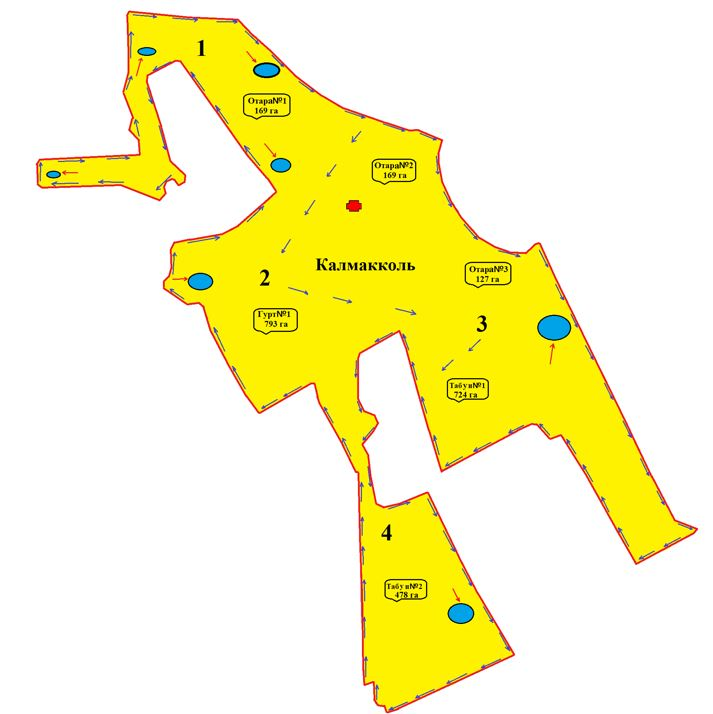 1
Отара№1
169 га
Отара№2
169 га
Калмакколь
Отара№3
127 га
2
Гурт№1
793 га
3
Табун№1
724 га
4
Табун№2
478 га